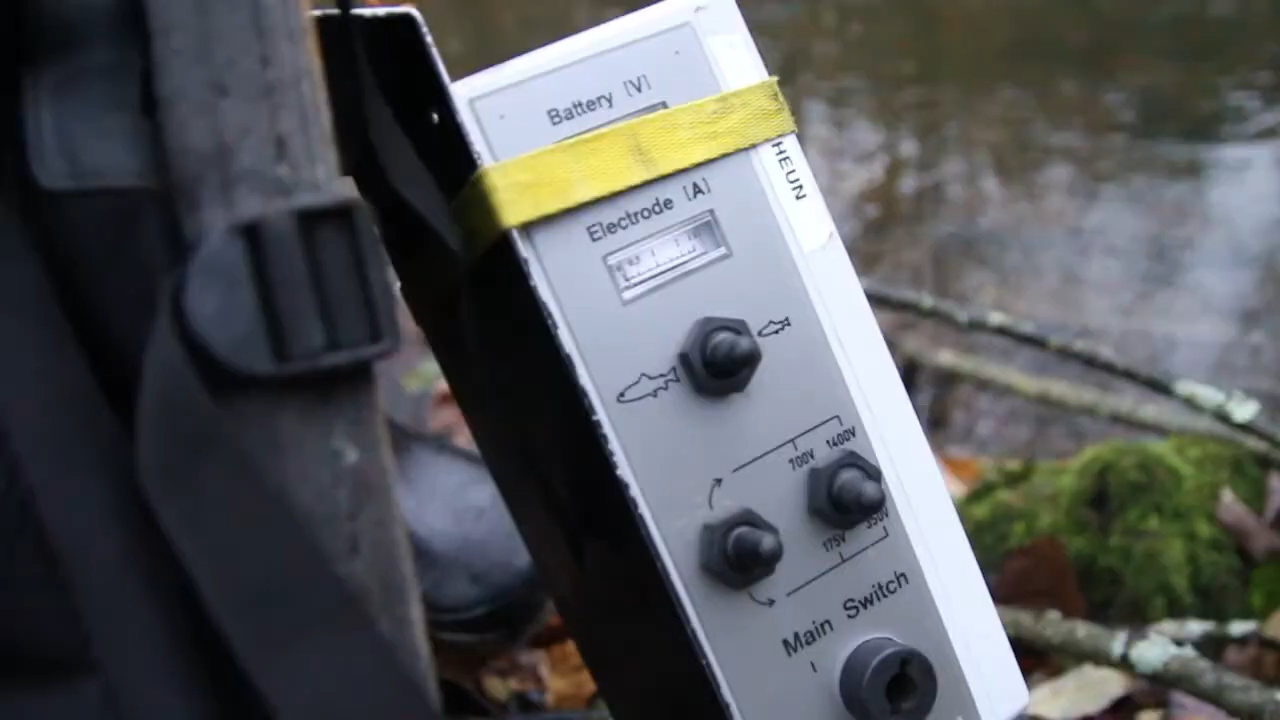 Battery [V]
HEUN
Electrode [A]
1400V
700V
350V
175V
Main Switch
I